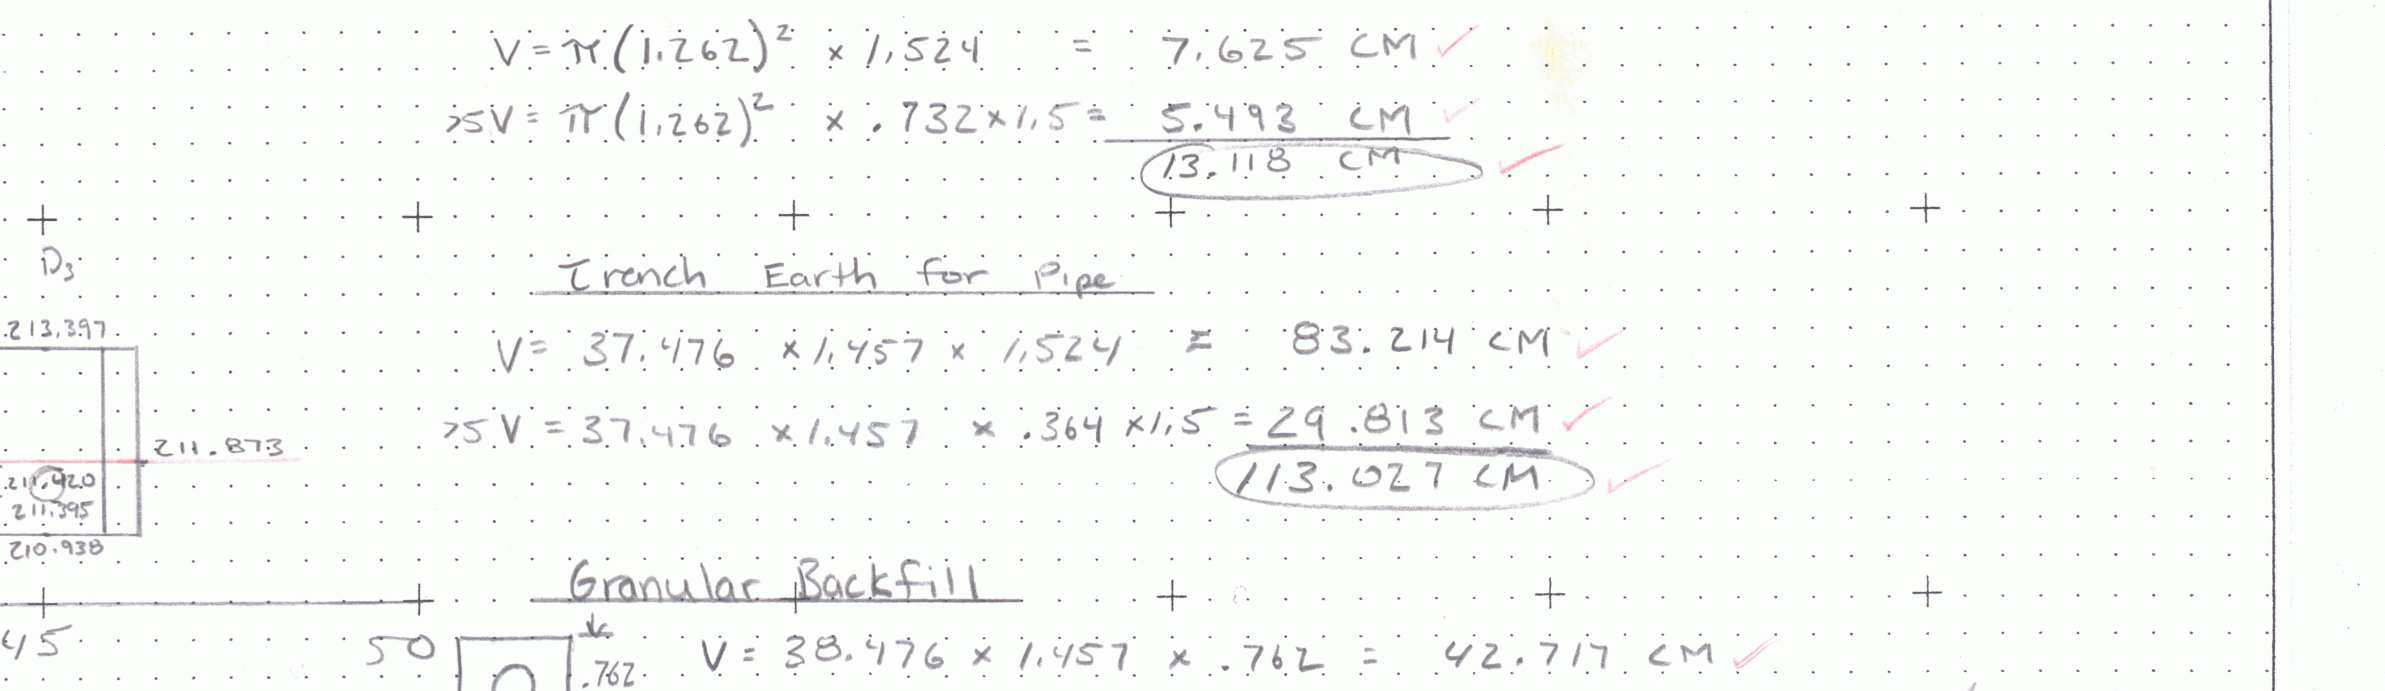 V = π(1.262)² × 1.524 = 7.625 CM ✓
>5 V = π(1.262)² × .732 × 1.5 = 5.493 CM ✓
13.118 CM ✓
D3
Trench Earth for Pipe
213.397
V = 37.476 × 1.457 × 1.524 = 83.214 CM ✓
>5 V = 37.476 × 1.457 × .364 × 1.5 = 29.813 CM ✓
211.873
113.027 CM ✓
211.420
211.395
210.938
Granular Backfill
45 50
.762
V = 38.476 × 1.457 × .762 = 42.717 CM ✓